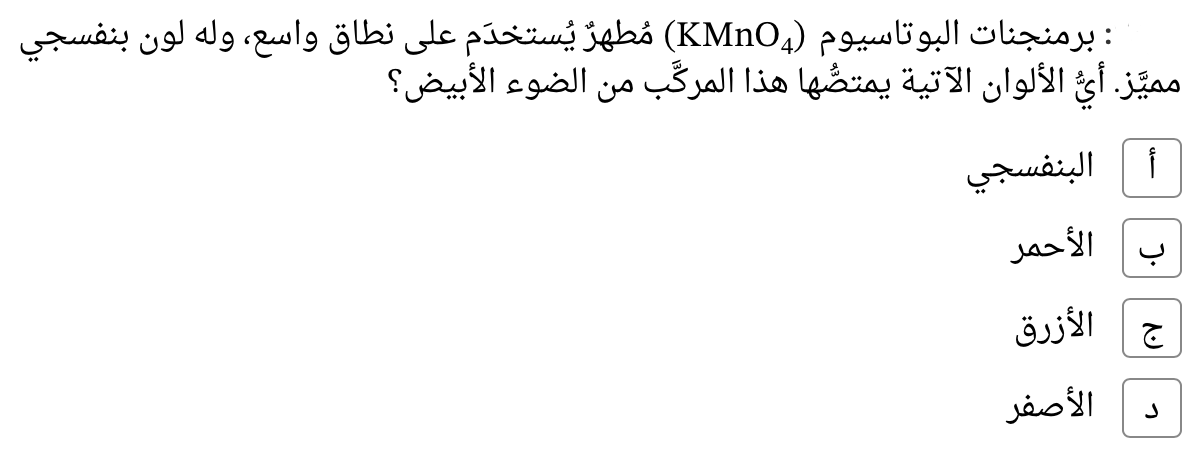 : برمنجنات البوتاسيوم (KMnO₄) مُطهرٌ يُستخدَم على نطاق واسع، وله لون بنفسجي
مميَّز. أيُّ الألوان الآتية يمتصُّها هذا المركَّب من الضوء الأبيض؟
أ البنفسجي
ب الأحمر
ج الأزرق
د الأصفر